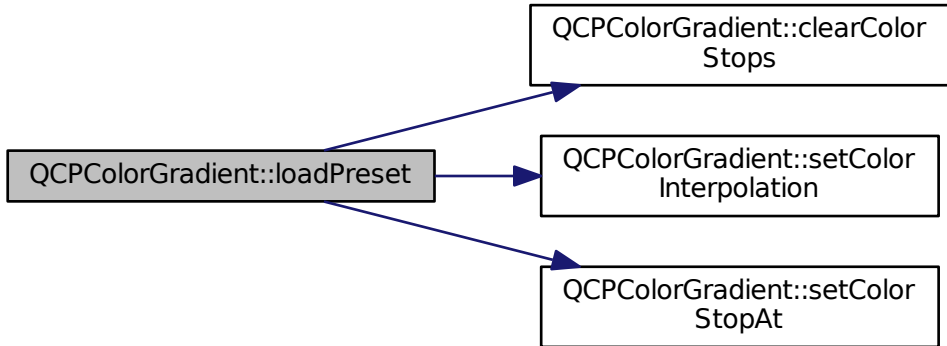 QCPColorGradient::clearColor
Stops
QCPColorGradient::loadPreset
QCPColorGradient::setColor
Interpolation
QCPColorGradient::setColor
StopAt